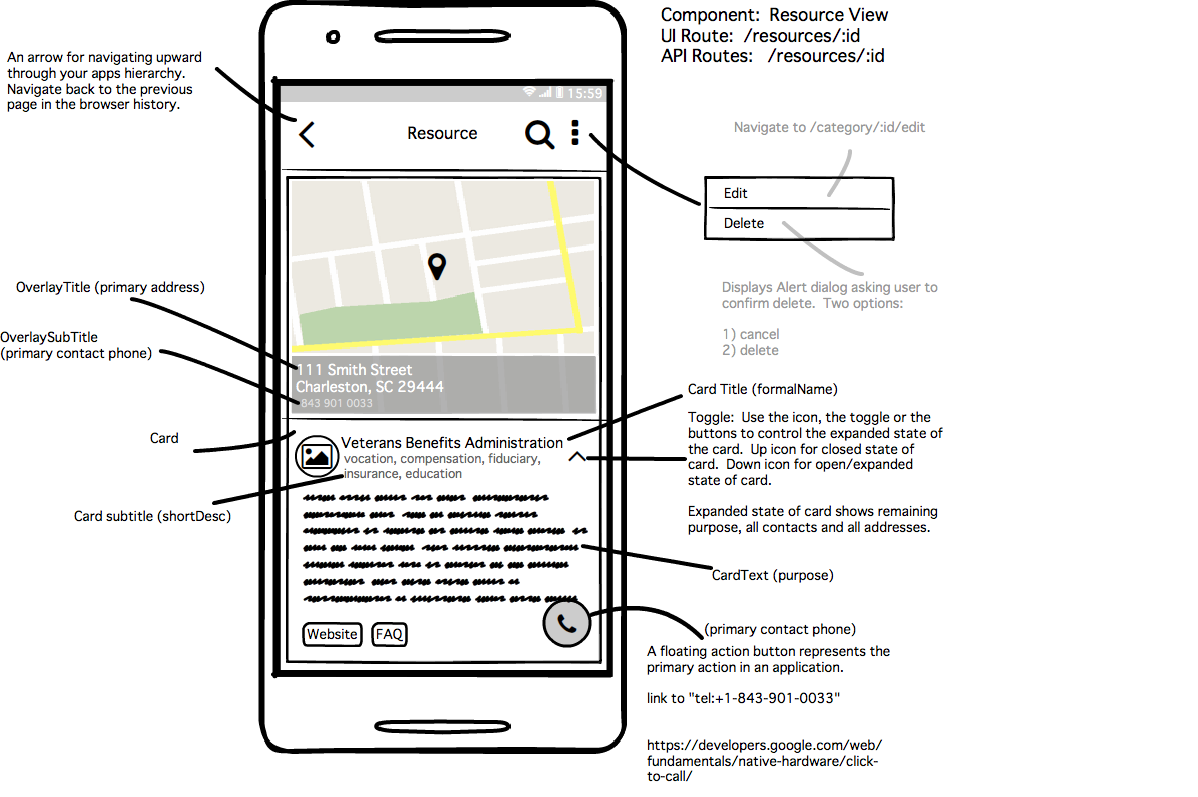 Component:  Resource View
UI Route:  /resources/:id
API Routes:   /resources/:id
An arrow for navigating upward
through your apps hierarchy.
Navigate back to the previous
page in the browser history.
15:59
Resource
Navigate to /category/:id/edit
Edit
Delete
Displays Alert dialog asking user to
confirm delete.  Two options:
1) cancel
2) delete
OverlayTitle (primary address)
OverlaySubTitle
(primary contact phone)
111 Smith Street
Charleston, SC 29444
843 901 0033
Card
Veterans Benefits Administration
vocation, compensation, fiduciary,
insurance, education
Card subtitle (shortDesc)
Card Title (formalName)
Toggle:  Use the icon, the toggle or the
buttons to control the expanded state of
the card.  Up icon for closed state of
card.  Down icon for open/expanded
state of card.
Expanded state of card shows remaining
purpose, all contacts and all addresses.
CardText (purpose)
Website
FAQ
(primary contact phone)
A floating action button represents the
primary action in an application.
link to "tel:+1-843-901-0033"
https://developers.google.com/web/
fundamentals/native-hardware/click-
to-call/